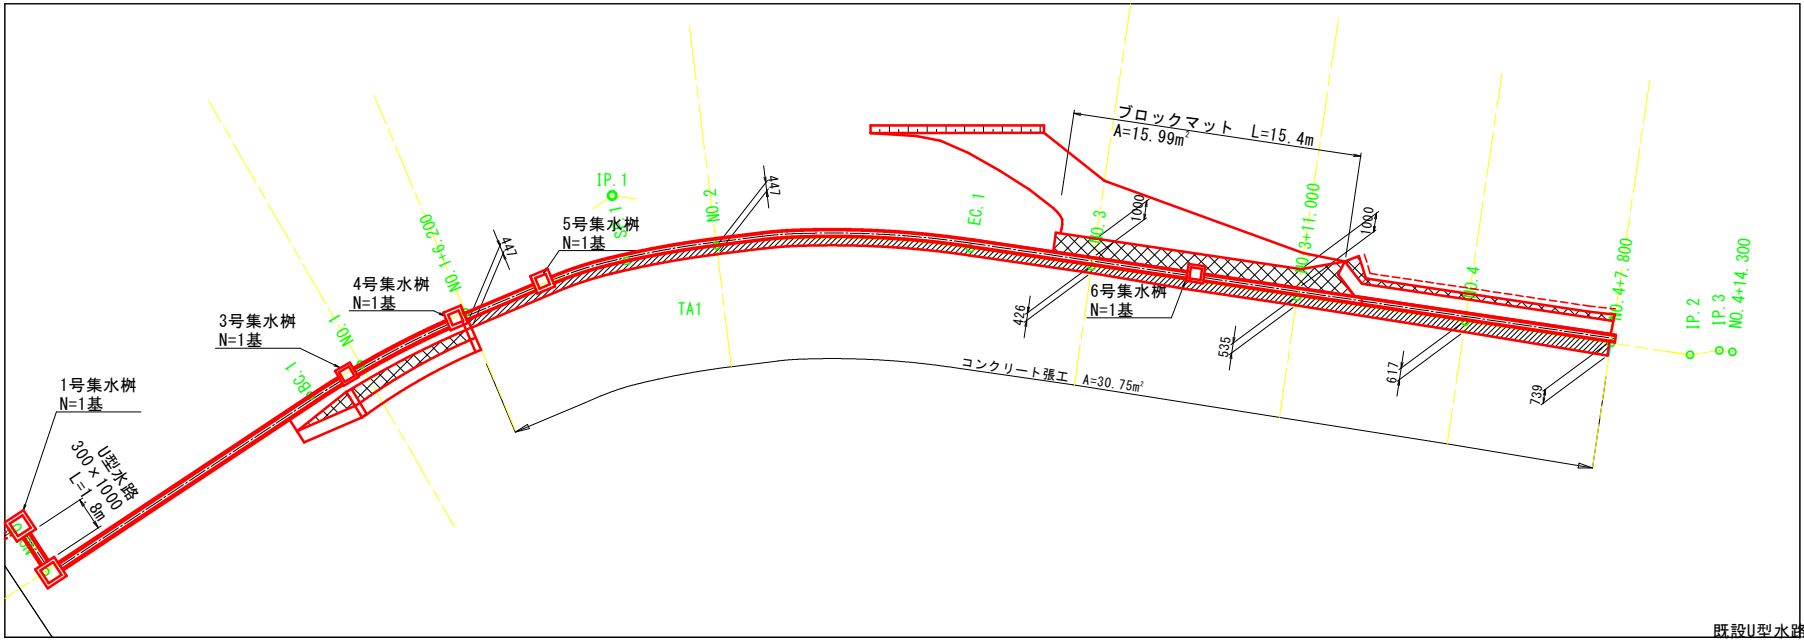 ブロックマット L=15.4m
A=15.99m²
IP.1
447
NO.2
5号集水桝
N=1基
EC.1
NO.3
1000
NO.3+11.000
1000
NO.1+6.200
447
4号集水桝
N=1基
3号集水桝
N=1基
NO.1
BC.1
TA1
6号集水桝
N=1基
426
535
617
739
NO.4
NO.4+7.800
IP.2
IP.3
NO.4+14.300
コンクリート張工 A=30.75m²
1号集水桝
N=1基
U型水路
300×1000
L=1.8m
既設U型水路